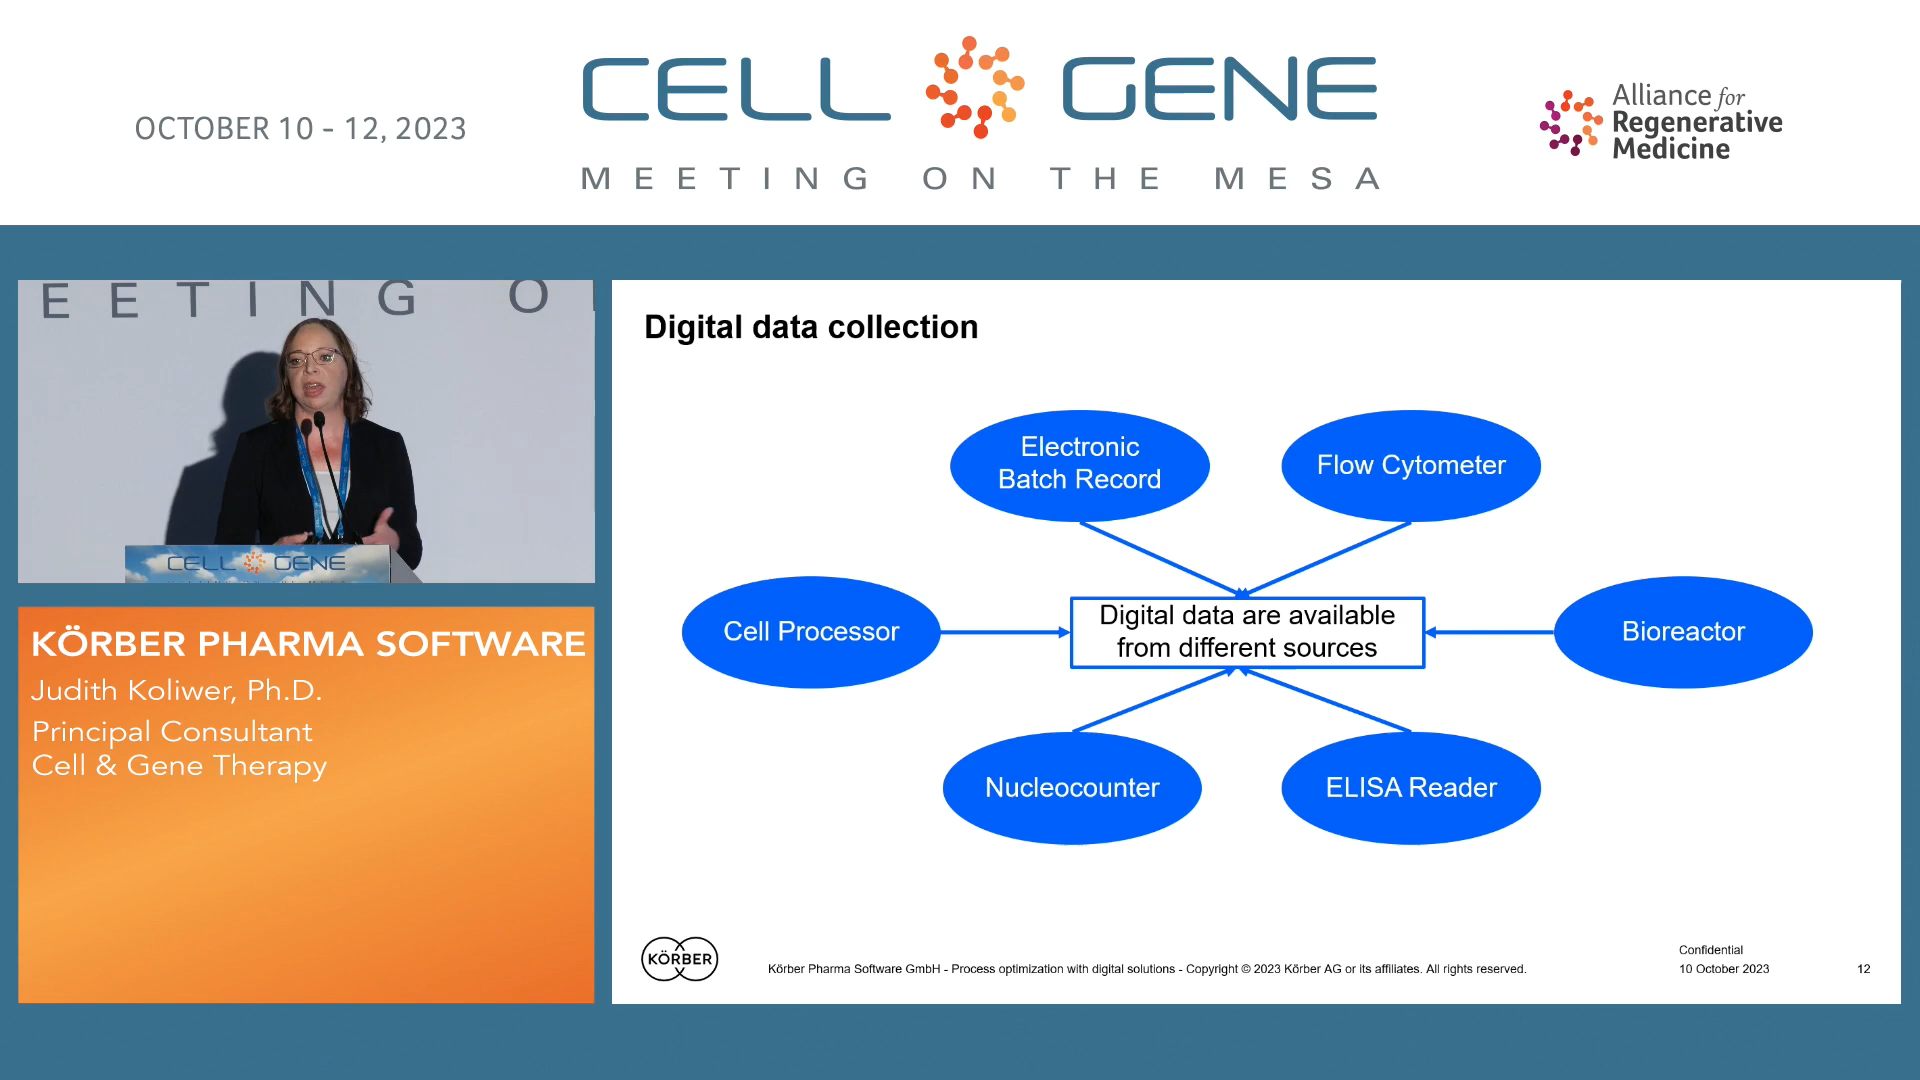 OCTOBER 10 - 12, 2023
CELL GENE
MEETING ON THE MESA
Alliance for
Regenerative
Medicine
EETING O
CELL GENE
KÖRBER PHARMA SOFTWARE
Judith Koliwer, Ph.D.
Principal Consultant
Cell & Gene Therapy
Digital data collection
Electronic
Batch Record
Flow Cytometer
Cell Processor
Digital data are available
from different sources
Bioreactor
Nucleocounter
ELISA Reader
KÖRBER
Körber Pharma Software GmbH - Process optimization with digital solutions - Copyright © 2023 Körber AG or its affiliates. All rights reserved.
Confidential
10 October 2023
12